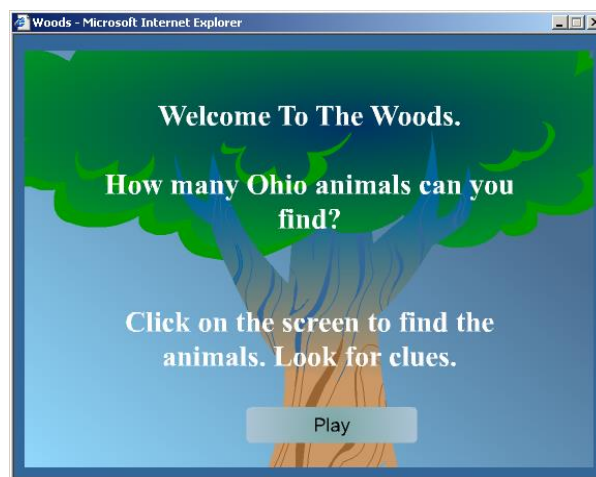 Woods - Microsoft Internet Explorer
Welcome To The Woods.
How many Ohio animals can you
find?
Click on the screen to find the
animals. Look for clues.
Play